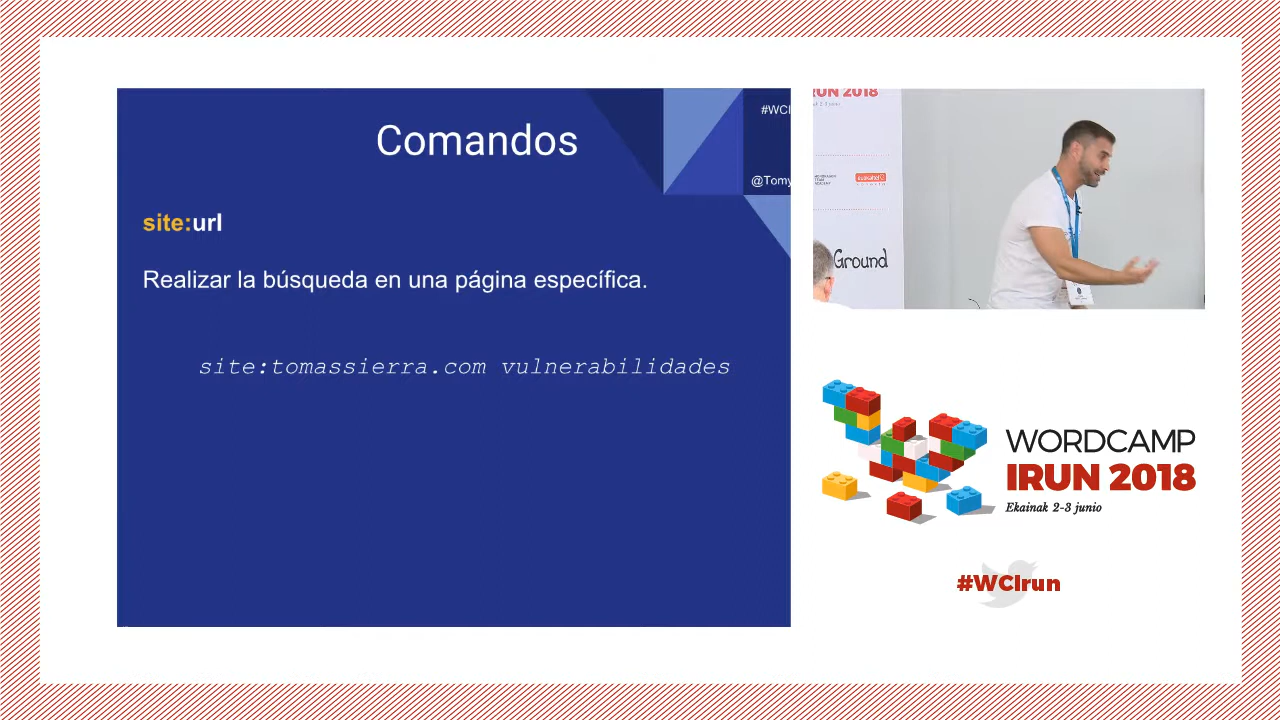 Comandos
#WCI
@Tomy
site:url
Realizar la búsqueda en una página específica.
site:tomassierra.com vulnerabilidades
RUN 2018
Ground
WORDCAMP
IRUN 2018
Ekainak 2-3 junio
#WCIrun